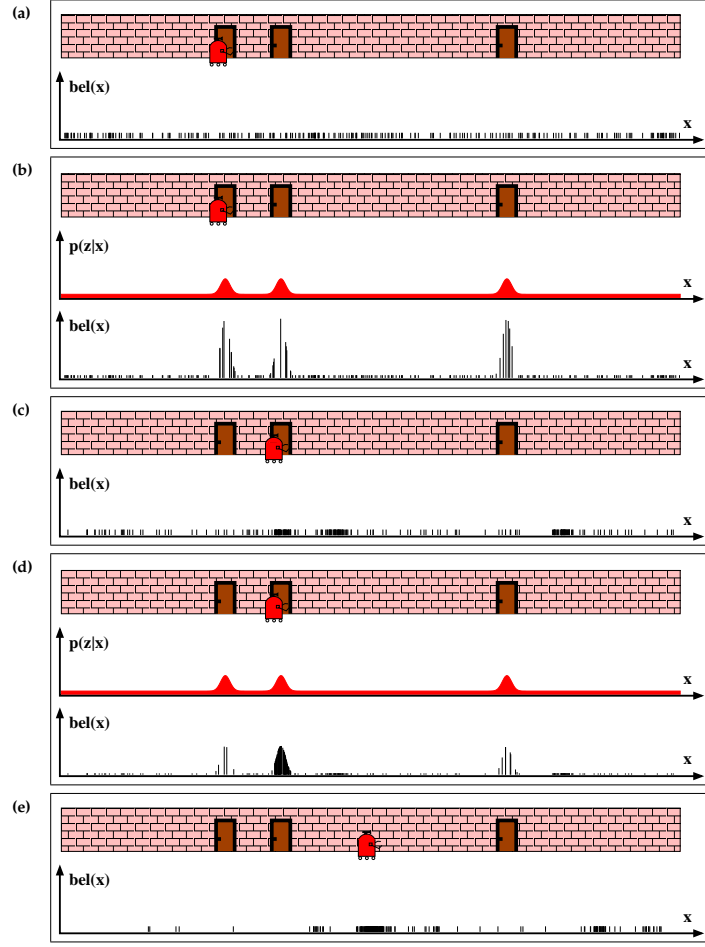 (a)
bel(x)
x
(b)
p(z|x)
x
bel(x)
x
(c)
bel(x)
x
(d)
p(z|x)
x
bel(x)
x
(e)
bel(x)
x